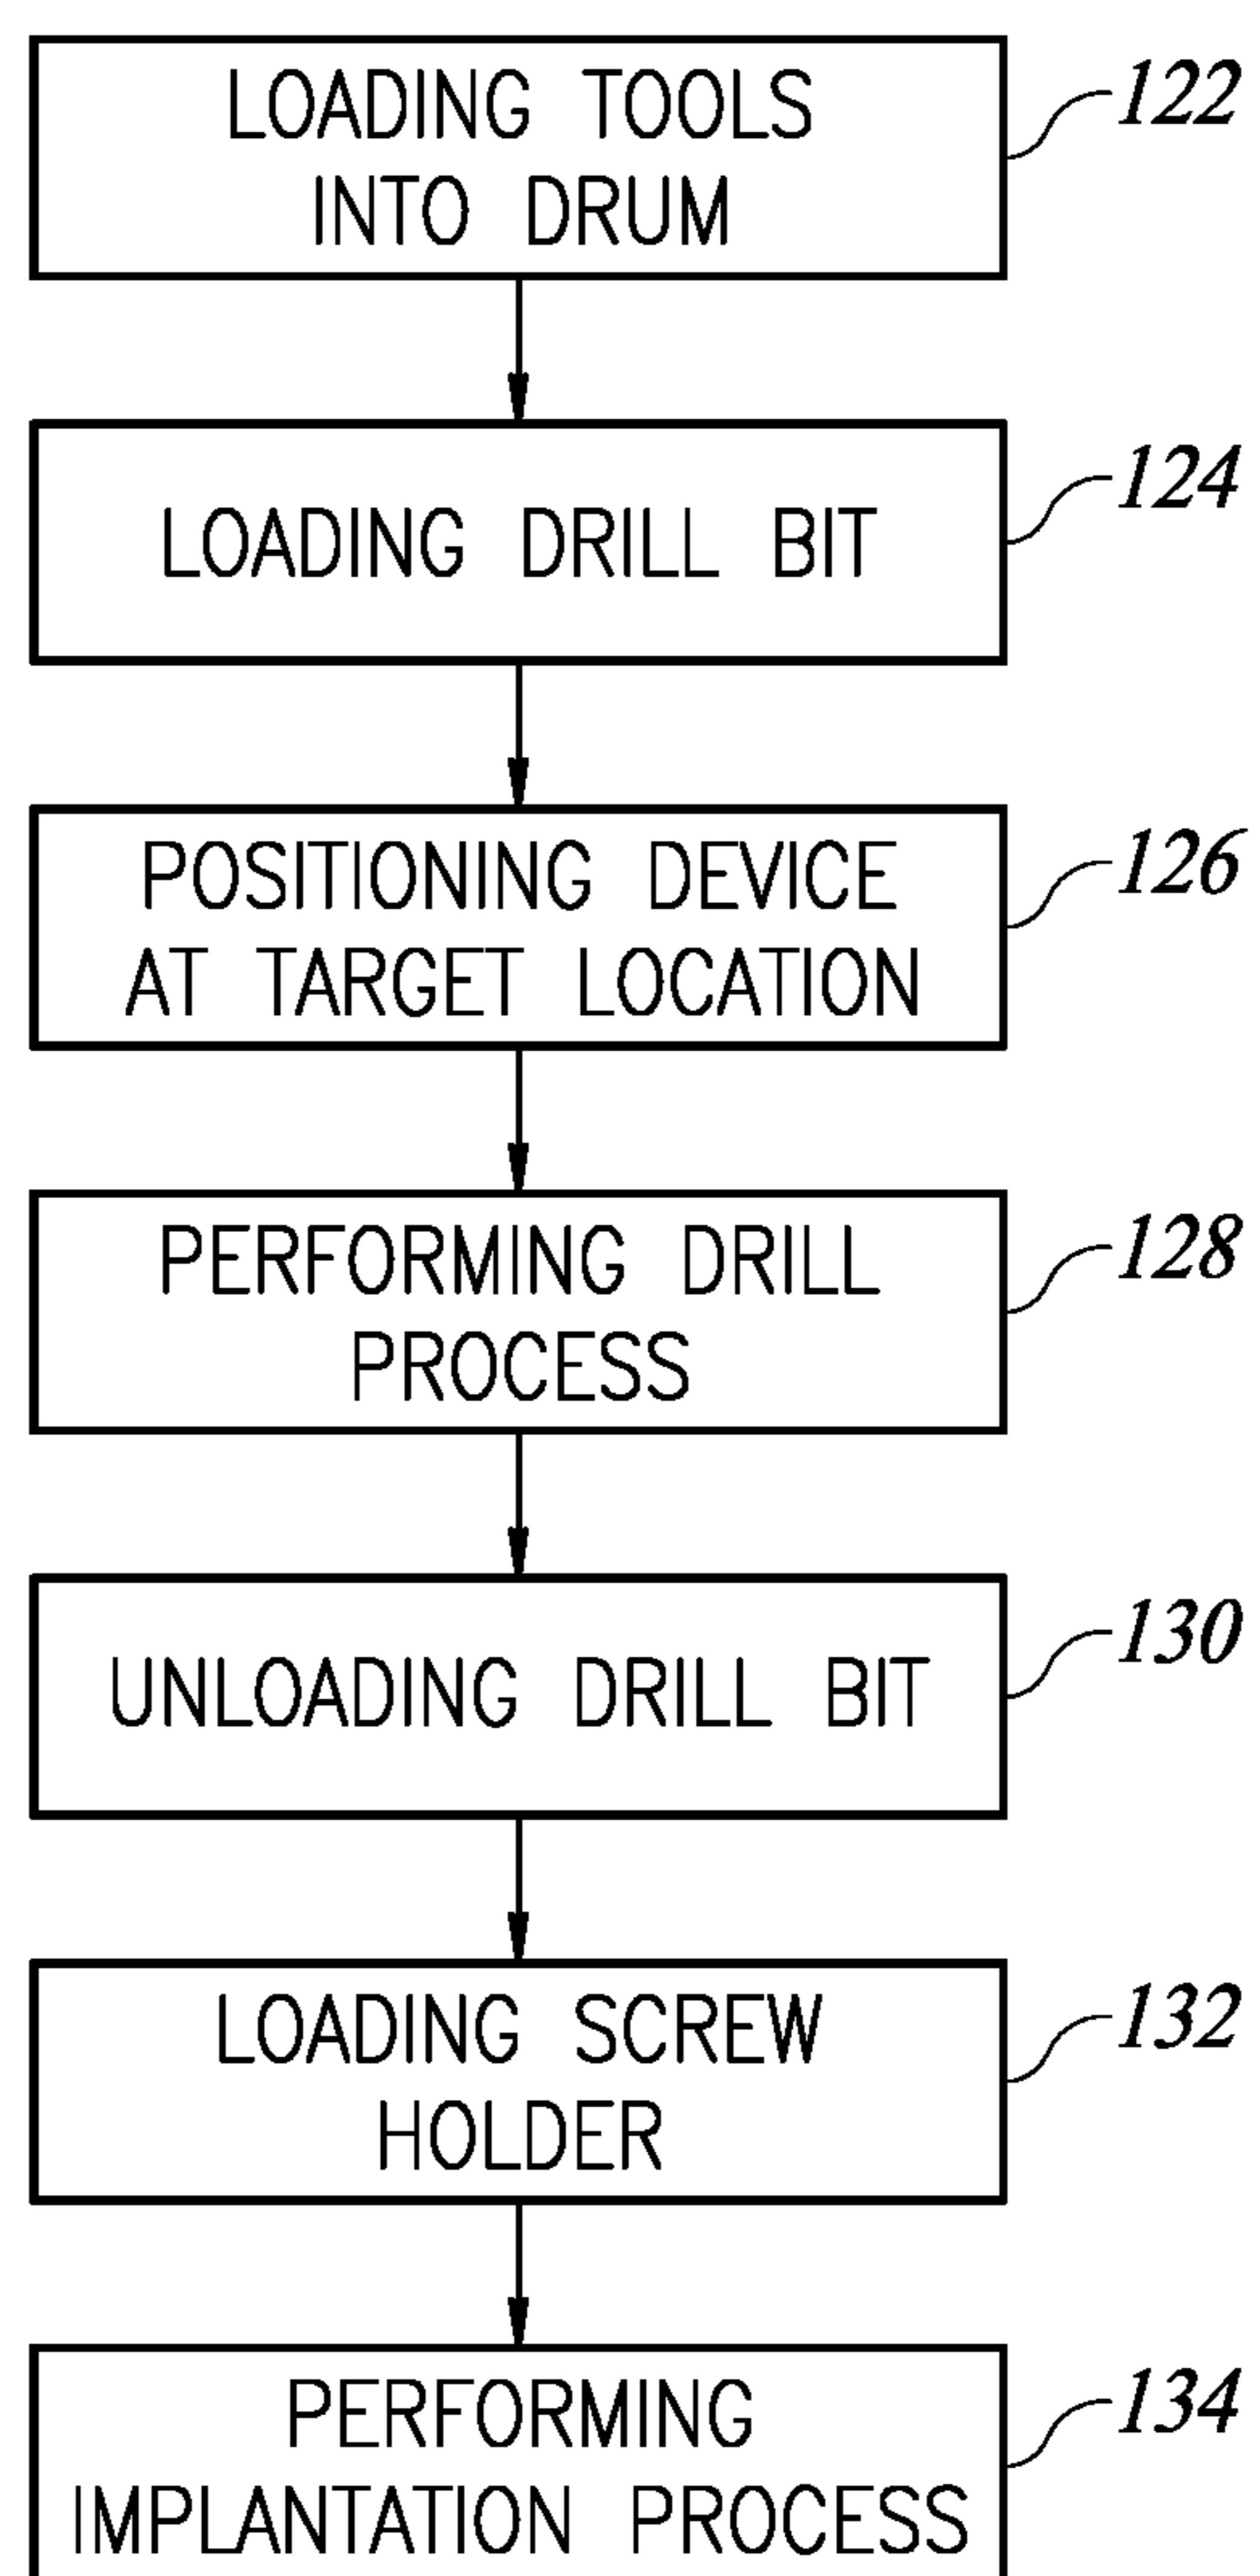 LOADING TOOLS
INTO DRUM
122
LOADING DRILL BIT
124
POSITIONING DEVICE
AT TARGET LOCATION
126
PERFORMING DRILL
PROCESS
128
UNLOADING DRILL BIT
130
LOADING SCREW
HOLDER
132
PERFORMING
IMPLANTATION PROCESS
134